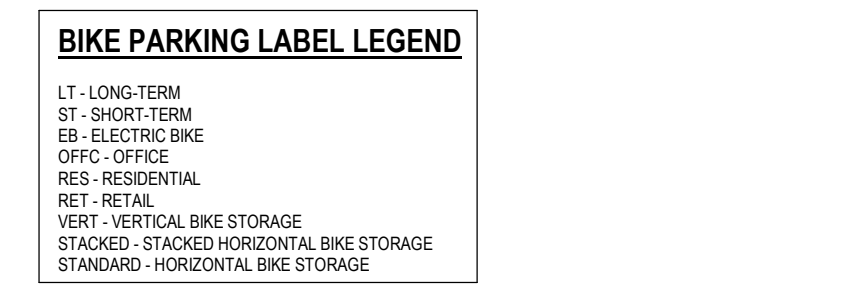 BIKE PARKING LABEL LEGEND
LT - LONG-TERM
ST - SHORT-TERM
EB - ELECTRIC BIKE
OFFC - OFFICE
RES - RESIDENTIAL
RET - RETAIL
VERT - VERTICAL BIKE STORAGE
STACKED - STACKED HORIZONTAL BIKE STORAGE
STANDARD - HORIZONTAL BIKE STORAGE